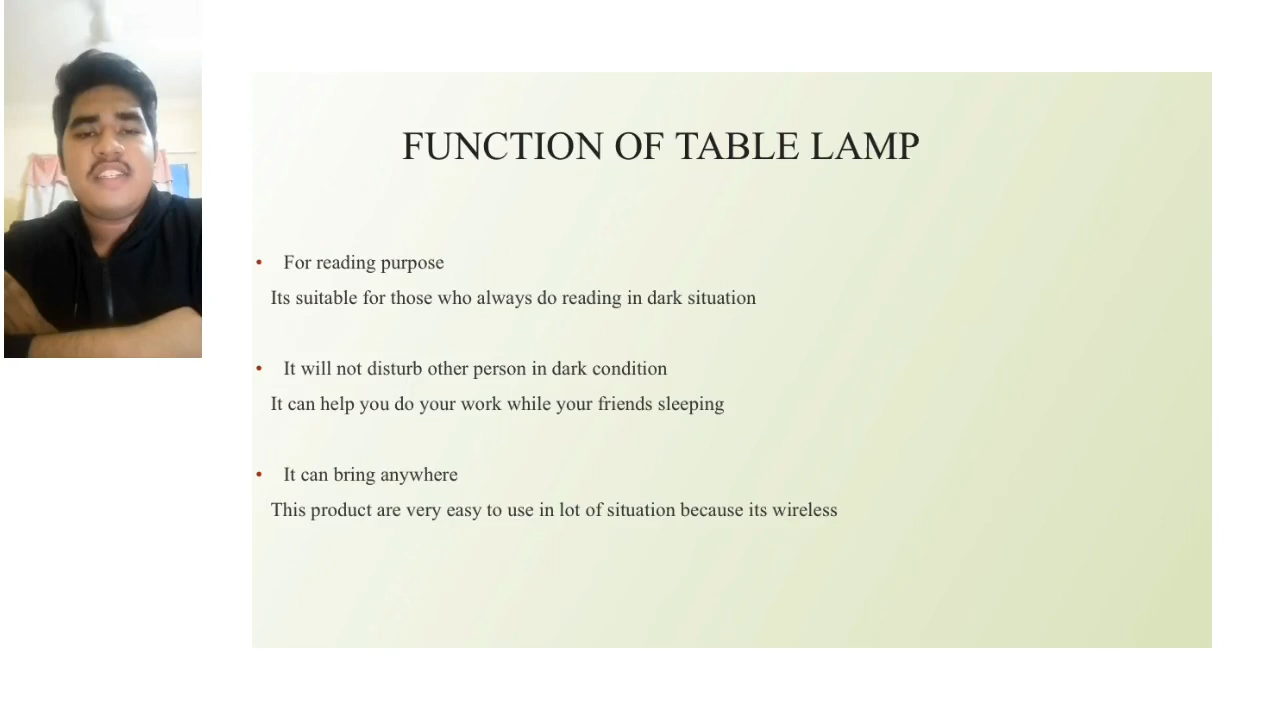 FUNCTION OF TABLE LAMP
• For reading purpose
Its suitable for those who always do reading in dark situation
• It will not disturb other person in dark condition
It can help you do your work while your friends sleeping
• It can bring anywhere
This product are very easy to use in lot of situation because its wireless